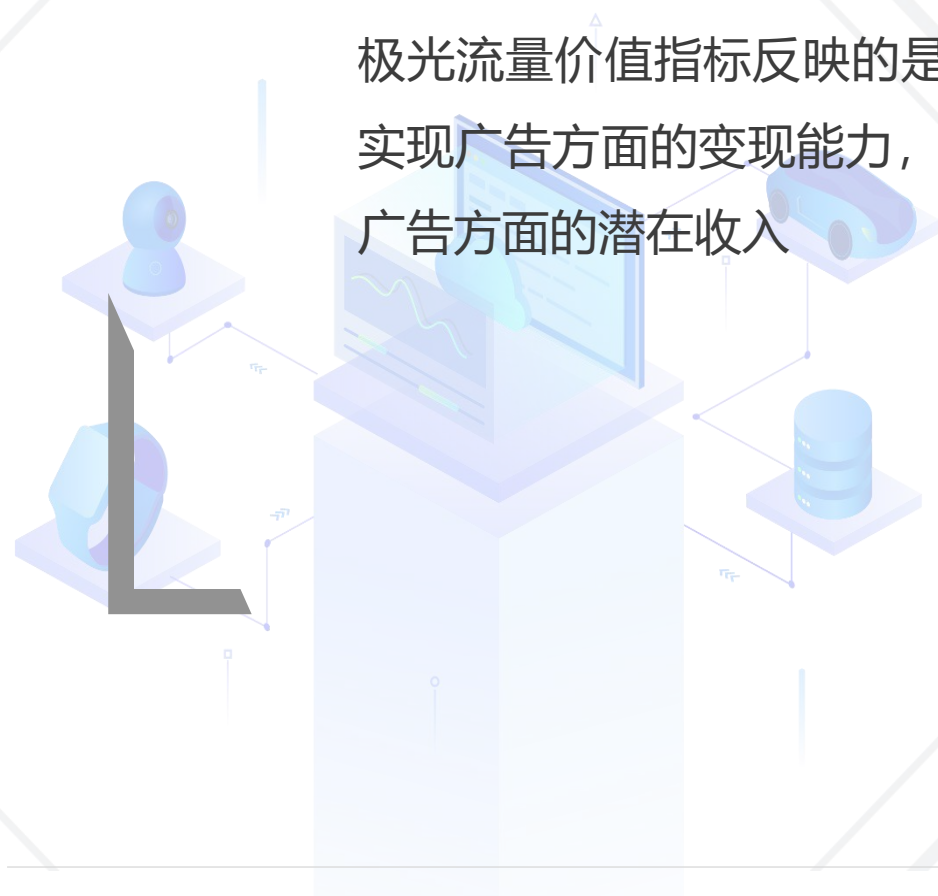 极光流量价值指标反映的是
实现广告方面的变现能力，
广告方面的潜在收入